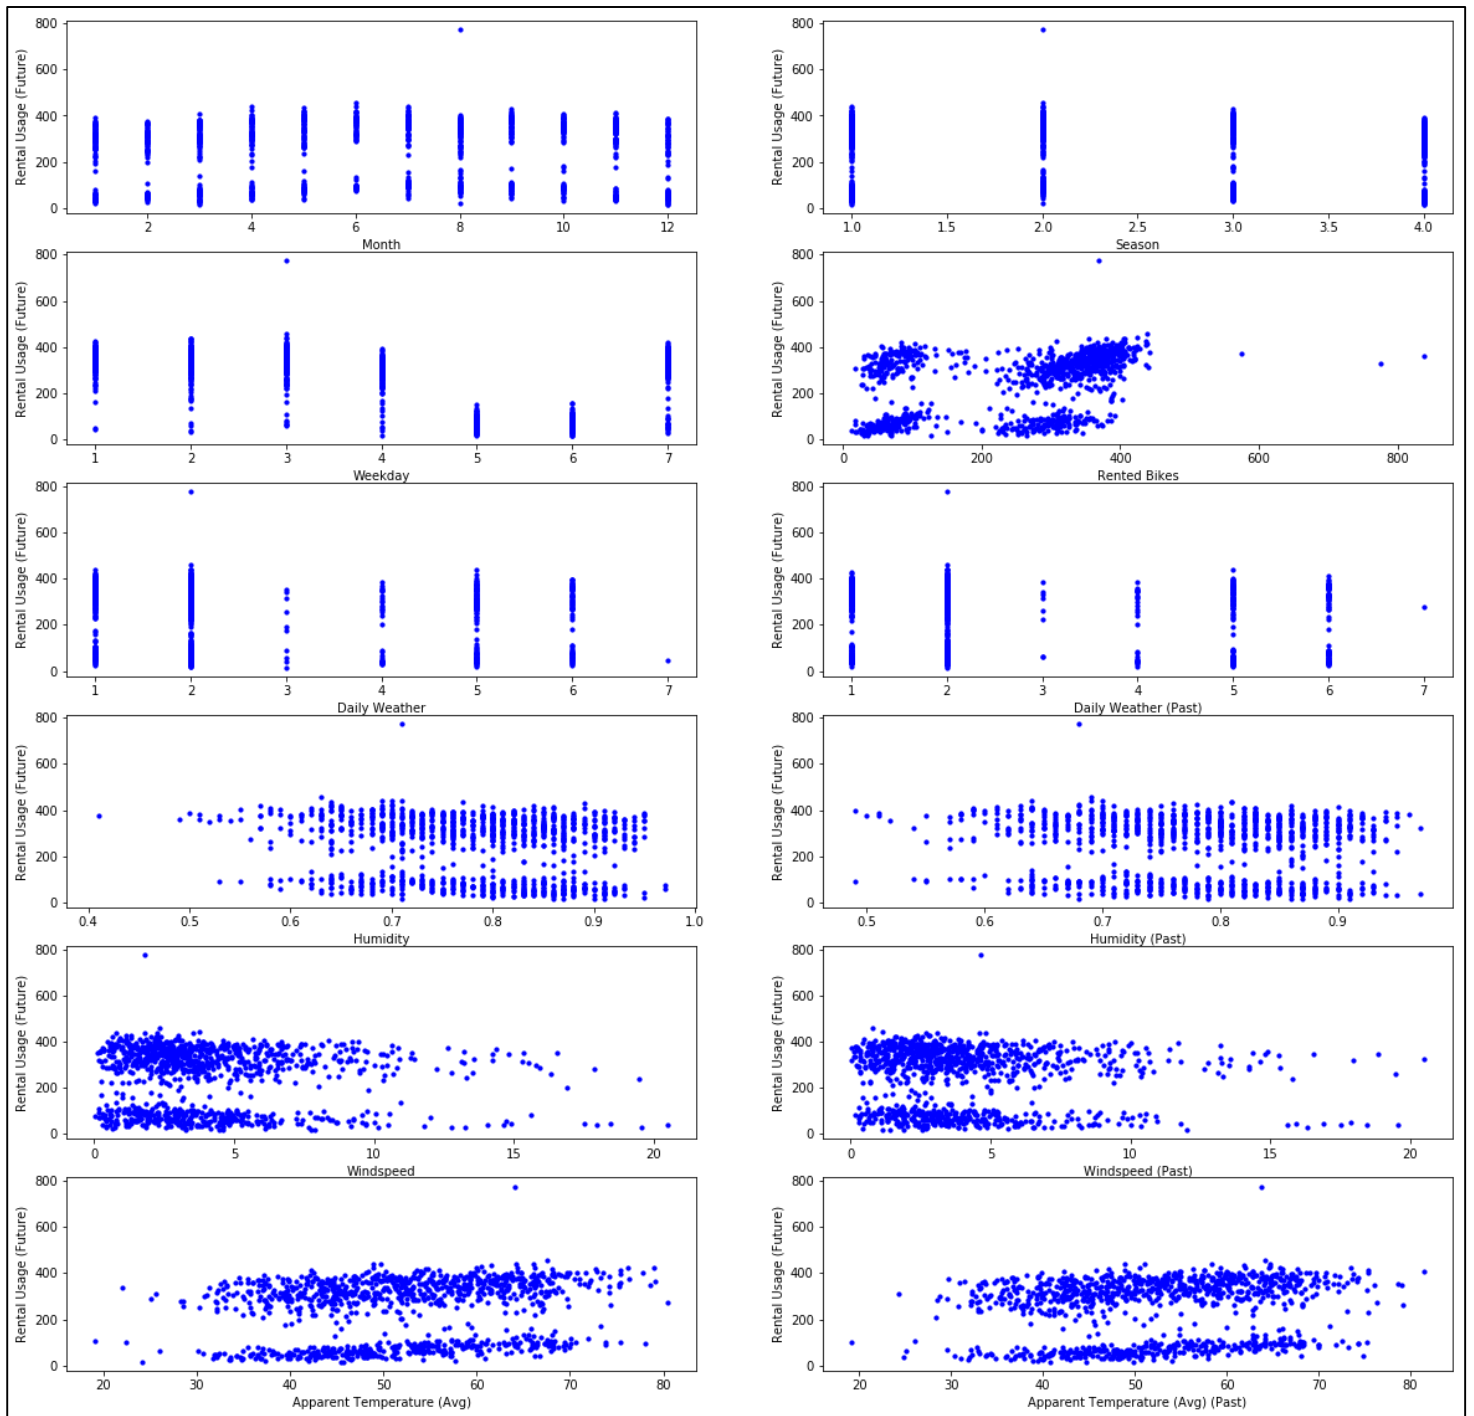 800
600
400
200
0
Rental Usage (Future)
2 4 6 8 10 12
Month
800
600
400
200
0
Rental Usage (Future)
1.0 1.5 2.0 2.5 3.0 3.5 4.0
Season
800
600
400
200
0
Rental Usage (Future)
1 2 3 4 5 6 7
Weekday
800
600
400
200
0
Rental Usage (Future)
0 200 400 600 800
Rented Bikes
800
600
400
200
0
Rental Usage (Future)
1 2 3 4 5 6 7
Daily Weather
800
600
400
200
0
Rental Usage (Future)
1 2 3 4 5 6 7
Daily Weather (Past)
800
600
400
200
0
Rental Usage (Future)
0.4 0.5 0.6 0.7 0.8 0.9 1.0
Humidity
800
600
400
200
0
Rental Usage (Future)
0.5 0.6 0.7 0.8 0.9
Humidity (Past)
800
600
400
200
0
Rental Usage (Future)
0 5 10 15 20
Windspeed
800
600
400
200
0
Rental Usage (Future)
0 5 10 15 20
Windspeed (Past)
800
600
400
200
0
Rental Usage (Future)
20 30 40 50 60 70 80
Apparent Temperature (Avg)
800
600
400
200
0
Rental Usage (Future)
20 30 40 50 60 70 80
Apparent Temperature (Avg) (Past)